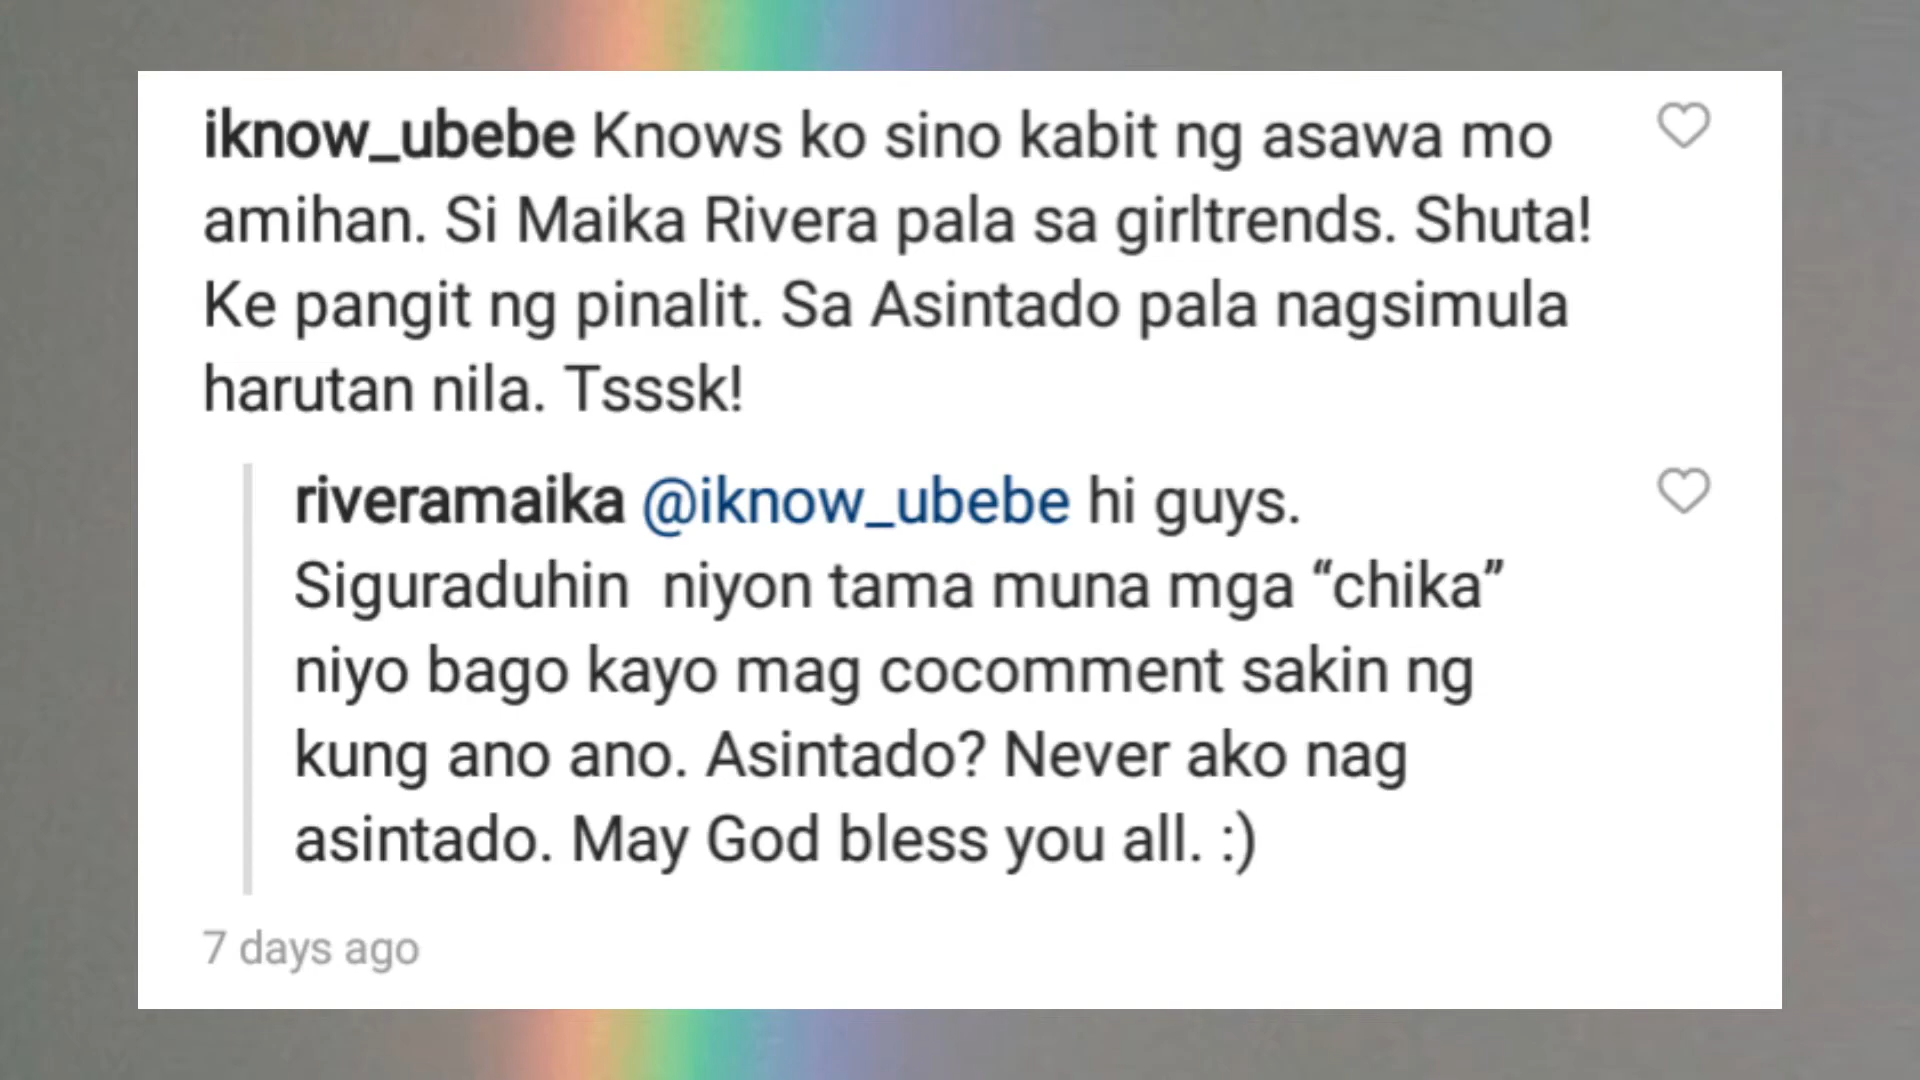 iknow_ubebe Knows ko sino kabit ng asawa mo
amihan. Si Maika Rivera pala sa girltrends. Shuta!
Ke pangit ng pinalit. Sa Asintado pala nagsimula
harutan nila. Tsssk!
riveramaika @iknow_ubebe hi guys.
Siguraduhin  niyon tama muna mga “chika”
niyo bago kayo mag cocomment sakin ng
kung ano ano. Asintado? Never ako nag
asintado. May God bless you all. :)
7 days ago